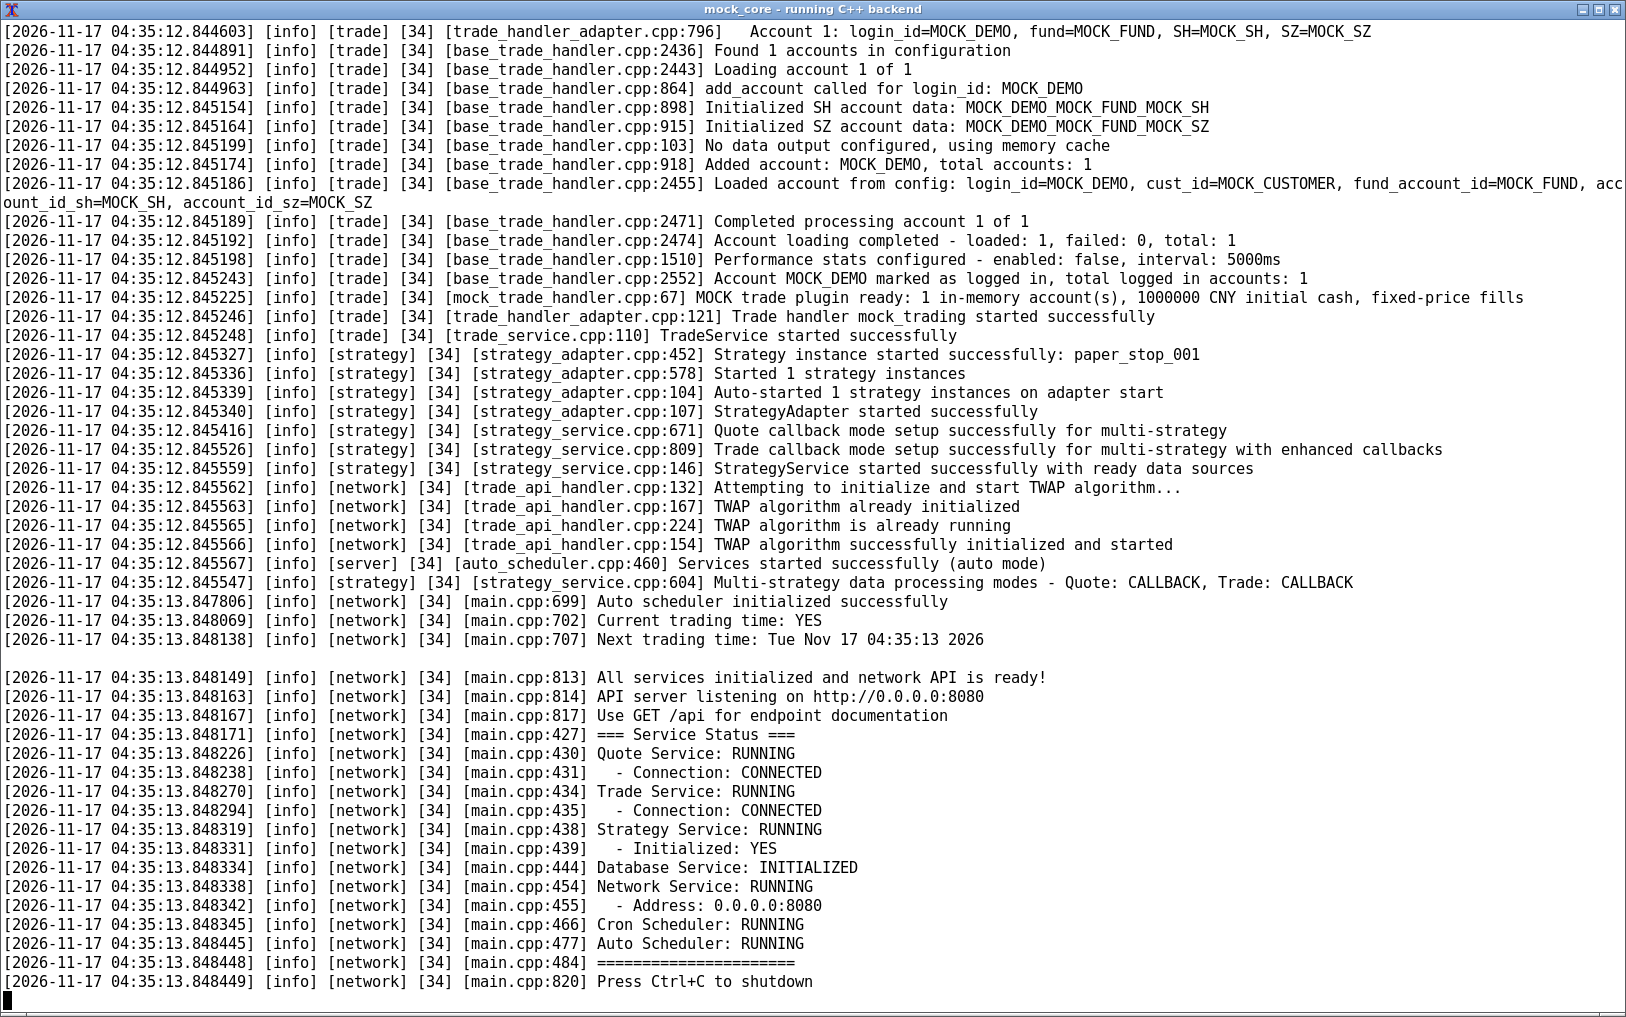 mock_core - running C++ backend
[2026-11-17 04:35:12.844603] [info] [trade] [34] [trade_handler_adapter.cpp:796]   Account 1: login_id=MOCK_DEMO, fund=MOCK_FUND, SH=MOCK_SH, SZ=MOCK_SZ
[2026-11-17 04:35:12.844891] [info] [trade] [34] [base_trade_handler.cpp:2436] Found 1 accounts in configuration
[2026-11-17 04:35:12.844952] [info] [trade] [34] [base_trade_handler.cpp:2443] Loading account 1 of 1
[2026-11-17 04:35:12.844963] [info] [trade] [34] [base_trade_handler.cpp:864] add_account called for login_id: MOCK_DEMO
[2026-11-17 04:35:12.845154] [info] [trade] [34] [base_trade_handler.cpp:898] Initialized SH account data: MOCK_DEMO_MOCK_FUND_MOCK_SH
[2026-11-17 04:35:12.845164] [info] [trade] [34] [base_trade_handler.cpp:915] Initialized SZ account data: MOCK_DEMO_MOCK_FUND_MOCK_SZ
[2026-11-17 04:35:12.845199] [info] [trade] [34] [base_trade_handler.cpp:103] No data output configured, using memory cache
[2026-11-17 04:35:12.845174] [info] [trade] [34] [base_trade_handler.cpp:918] Added account: MOCK_DEMO, total accounts: 1
[2026-11-17 04:35:12.845186] [info] [trade] [34] [base_trade_handler.cpp:2455] Loaded account from config: login_id=MOCK_DEMO, cust_id=MOCK_CUSTOMER, fund_account_id=MOCK_FUND, acc
ount_id_sh=MOCK_SH, account_id_sz=MOCK_SZ
[2026-11-17 04:35:12.845189] [info] [trade] [34] [base_trade_handler.cpp:2471] Completed processing account 1 of 1
[2026-11-17 04:35:12.845192] [info] [trade] [34] [base_trade_handler.cpp:2474] Account loading completed - loaded: 1, failed: 0, total: 1
[2026-11-17 04:35:12.845198] [info] [trade] [34] [base_trade_handler.cpp:1510] Performance stats configured - enabled: false, interval: 5000ms
[2026-11-17 04:35:12.845243] [info] [trade] [34] [base_trade_handler.cpp:2552] Account MOCK_DEMO marked as logged in, total logged in accounts: 1
[2026-11-17 04:35:12.845225] [info] [trade] [34] [mock_trade_handler.cpp:67] MOCK trade plugin ready: 1 in-memory account(s), 1000000 CNY initial cash, fixed-price fills
[2026-11-17 04:35:12.845246] [info] [trade] [34] [trade_handler_adapter.cpp:121] Trade handler mock_trading started successfully
[2026-11-17 04:35:12.845248] [info] [trade] [34] [trade_service.cpp:110] TradeService started successfully
[2026-11-17 04:35:12.845327] [info] [strategy] [34] [strategy_adapter.cpp:452] Strategy instance started successfully: paper_stop_001
[2026-11-17 04:35:12.845336] [info] [strategy] [34] [strategy_adapter.cpp:578] Started 1 strategy instances
[2026-11-17 04:35:12.845339] [info] [strategy] [34] [strategy_adapter.cpp:104] Auto-started 1 strategy instances on adapter start
[2026-11-17 04:35:12.845340] [info] [strategy] [34] [strategy_adapter.cpp:107] StrategyAdapter started successfully
[2026-11-17 04:35:12.845416] [info] [strategy] [34] [strategy_service.cpp:671] Quote callback mode setup successfully for multi-strategy
[2026-11-17 04:35:12.845526] [info] [strategy] [34] [strategy_service.cpp:809] Trade callback mode setup successfully for multi-strategy with enhanced callbacks
[2026-11-17 04:35:12.845559] [info] [strategy] [34] [strategy_service.cpp:146] StrategyService started successfully with ready data sources
[2026-11-17 04:35:12.845562] [info] [network] [34] [trade_api_handler.cpp:132] Attempting to initialize and start TWAP algorithm...
[2026-11-17 04:35:12.845563] [info] [network] [34] [trade_api_handler.cpp:167] TWAP algorithm already initialized
[2026-11-17 04:35:12.845565] [info] [network] [34] [trade_api_handler.cpp:224] TWAP algorithm is already running
[2026-11-17 04:35:12.845566] [info] [network] [34] [trade_api_handler.cpp:154] TWAP algorithm successfully initialized and started
[2026-11-17 04:35:12.845567] [info] [server] [34] [auto_scheduler.cpp:460] Services started successfully (auto mode)
[2026-11-17 04:35:12.845547] [info] [strategy] [34] [strategy_service.cpp:604] Multi-strategy data processing modes - Quote: CALLBACK, Trade: CALLBACK
[2026-11-17 04:35:13.847806] [info] [network] [34] [main.cpp:699] Auto scheduler initialized successfully
[2026-11-17 04:35:13.848069] [info] [network] [34] [main.cpp:702] Current trading time: YES
[2026-11-17 04:35:13.848138] [info] [network] [34] [main.cpp:707] Next trading time: Tue Nov 17 04:35:13 2026
[2026-11-17 04:35:13.848149] [info] [network] [34] [main.cpp:813] All services initialized and network API is ready!
[2026-11-17 04:35:13.848163] [info] [network] [34] [main.cpp:814] API server listening on http://0.0.0.0:8080
[2026-11-17 04:35:13.848167] [info] [network] [34] [main.cpp:817] Use GET /api for endpoint documentation
[2026-11-17 04:35:13.848171] [info] [network] [34] [main.cpp:427] === Service Status ===
[2026-11-17 04:35:13.848226] [info] [network] [34] [main.cpp:430] Quote Service: RUNNING
[2026-11-17 04:35:13.848238] [info] [network] [34] [main.cpp:431]   - Connection: CONNECTED
[2026-11-17 04:35:13.848270] [info] [network] [34] [main.cpp:434] Trade Service: RUNNING
[2026-11-17 04:35:13.848294] [info] [network] [34] [main.cpp:435]   - Connection: CONNECTED
[2026-11-17 04:35:13.848319] [info] [network] [34] [main.cpp:438] Strategy Service: RUNNING
[2026-11-17 04:35:13.848331] [info] [network] [34] [main.cpp:439]   - Initialized: YES
[2026-11-17 04:35:13.848334] [info] [network] [34] [main.cpp:444] Database Service: INITIALIZED
[2026-11-17 04:35:13.848338] [info] [network] [34] [main.cpp:454] Network Service: RUNNING
[2026-11-17 04:35:13.848342] [info] [network] [34] [main.cpp:455]   - Address: 0.0.0.0:8080
[2026-11-17 04:35:13.848345] [info] [network] [34] [main.cpp:466] Cron Scheduler: RUNNING
[2026-11-17 04:35:13.848445] [info] [network] [34] [main.cpp:477] Auto Scheduler: RUNNING
[2026-11-17 04:35:13.848448] [info] [network] [34] [main.cpp:484] ======================
[2026-11-17 04:35:13.848449] [info] [network] [34] [main.cpp:820] Press Ctrl+C to shutdown